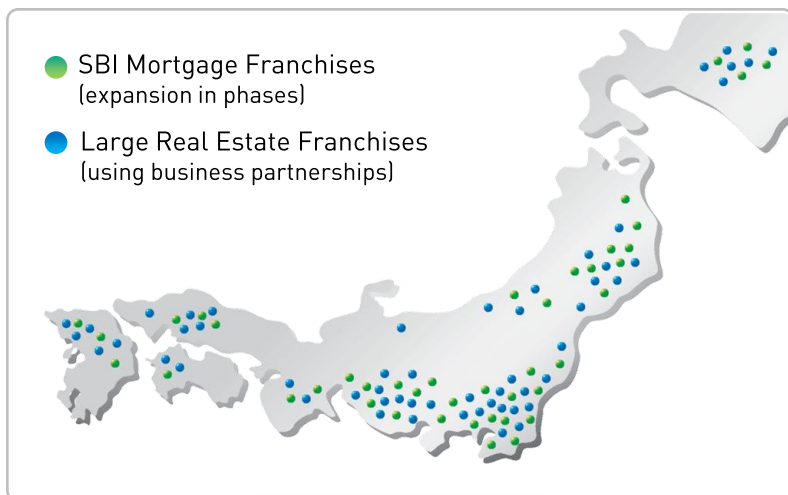 SBI Mortgage Franchises
(expansion in phases)
Large Real Estate Franchises
(using business partnerships)